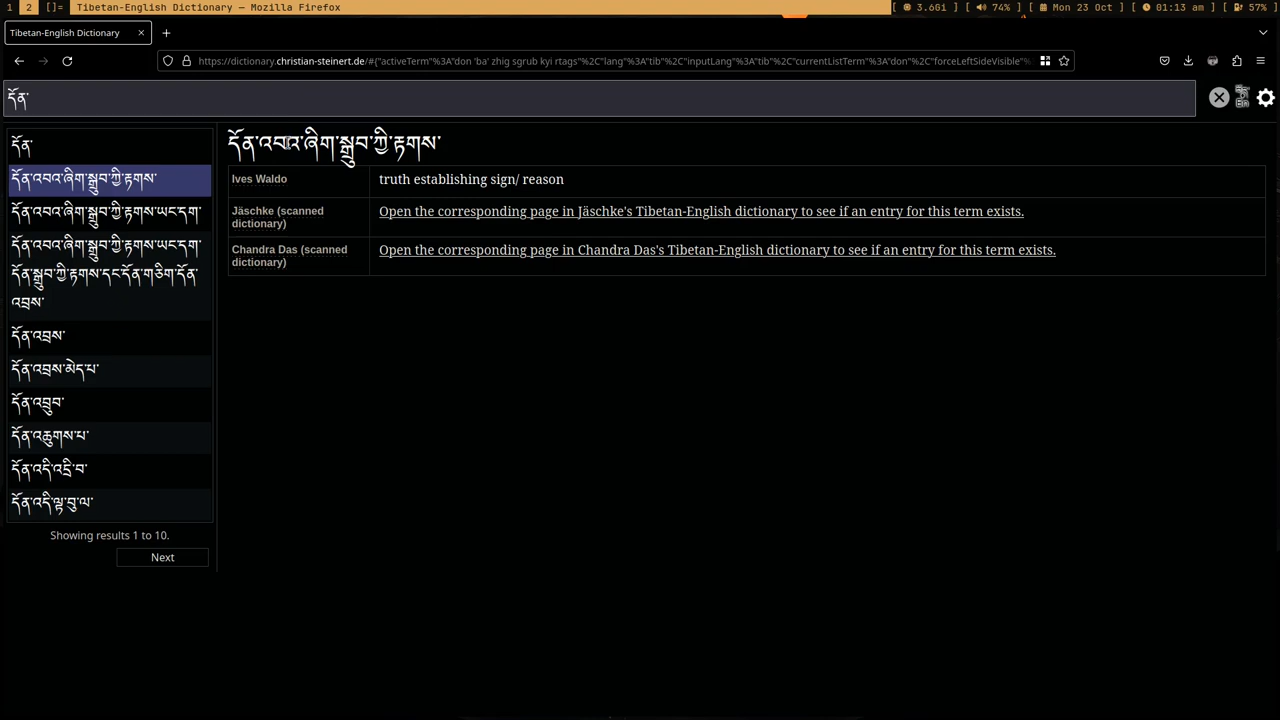 1 2 []= Tibetan-English Dictionary — Mozilla Firefox [ 3.6Gi ] [ 74% ] [ Mon 23 Oct ] [ 01:13 am ] [ 57% ]
Tibetan-English Dictionary
https://dictionary.christian-steinert.de/#{"activeTerm"%3A"don 'ba' zhig sgrub kyi rtags"%2C"lang"%3A"tib"%2C"inputLang"%3A"tib"%2C"currentListTerm"%3A"don"%2C"forceLeftSideVisible"%
དོན་
དོན་
དོན་འབའ་ཞིག་སྒྲུབ་ཀྱི་རྟགས་
དོན་འབའ་ཞིག་སྒྲུབ་ཀྱི་རྟགས་ཡང་དག་
དོན་འབའ་ཞིག་སྒྲུབ་ཀྱི་རྟགས་ཡང་དག་
དོན་སྒྲུབ་ཀྱི་རྟགས་དང་དོན་གཅིག་དོན་
འབྲས་
དོན་འབྲས་
དོན་འབྲས་མེད་པ་
དོན་འབྲུབ་
དོན་འཆུགས་པ་
དོན་འདི་འདྲི་བ་
དོན་འདི་ལྟ་བུ་ལ་
Showing results 1 to 10.
Next
དོན་འབའ་ཞིག་སྒྲུབ་ཀྱི་རྟགས་
Ives Waldo truth establishing sign/ reason
Jäschke (scanned dictionary) Open the corresponding page in Jäschke's Tibetan-English dictionary to see if an entry for this term exists.
Chandra Das (scanned dictionary) Open the corresponding page in Chandra Das's Tibetan-English dictionary to see if an entry for this term exists.